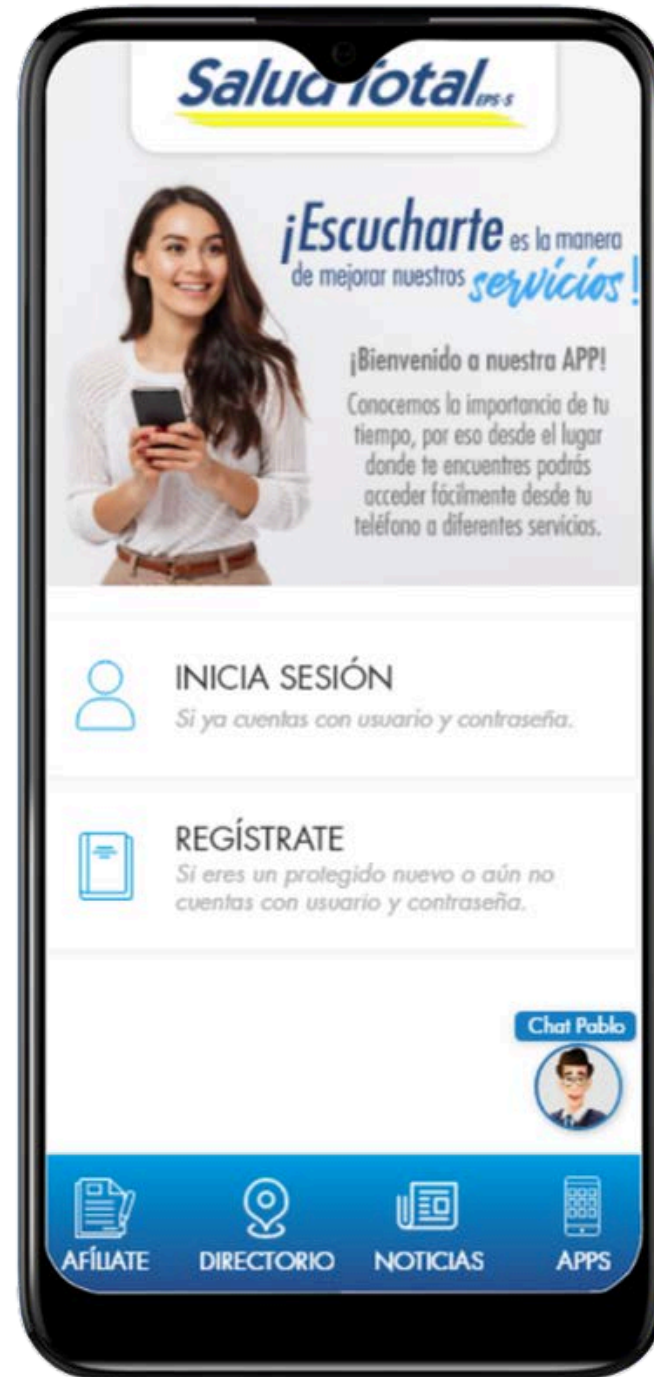 Salud Total EPS-S
¡Escucharte es la manera
de mejorar nuestros servicios!
¡Bienvenido a nuestra APP!
Conocemos la importancia de tu
tiempo, por eso desde el lugar
donde te encuentres podrás
acceder fácilmente desde tu
teléfono a diferentes servicios.
INICIA SESIÓN
Si ya cuentas con usuario y contraseña.
REGÍSTRATE
Si eres un protegido nuevo o aún no
cuentas con usuario y contraseña.
Chat Pablo
AFÍLIATE DIRECTORIO NOTICIAS APPS